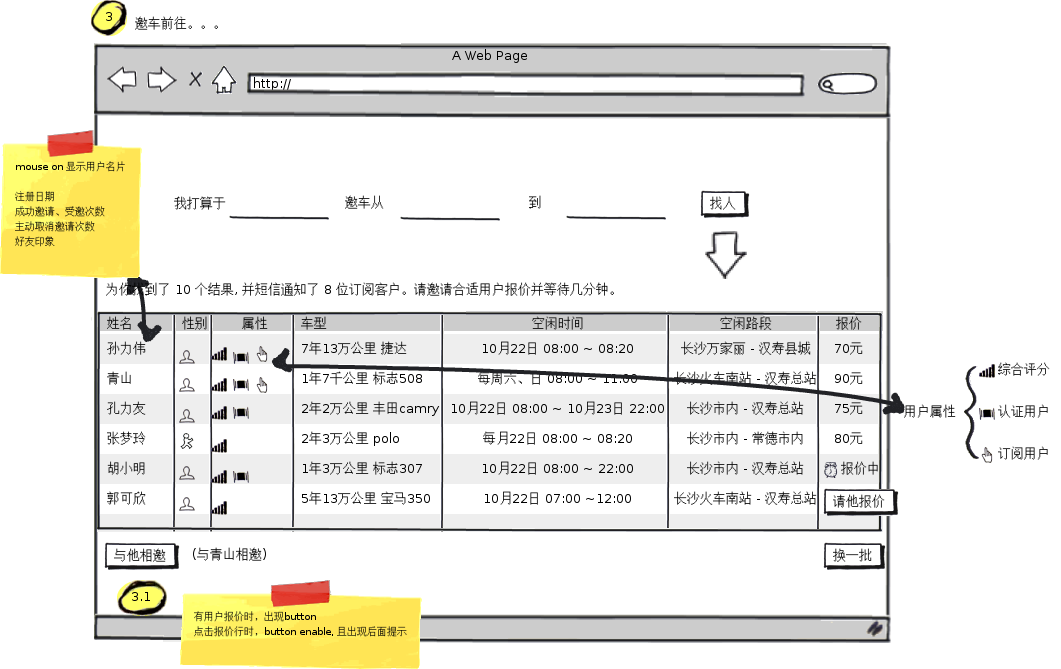 3 邀车前往。。。
A Web Page
http://
mouse on 显示用户名片
注册日期
成功邀请、受邀次数
主动取消邀请次数
好友印象
我打算于 邀车从 到 找人
为你找到了 10 个结果, 并短信通知了 8 位订阅客户。请邀请合适用户报价并等待几分钟。
姓名 性别 属性 车型 空闲时间 空闲路段 报价
孙力伟 7年13万公里 捷达 10月22日 08:00 ~ 08:20 长沙万家丽 - 汉寿县城 70元
青山 1年7千公里 标志508 每周六、日 08:00 ~ 11:00 长沙火车南站 - 汉寿总站 90元
孔力友 2年2万公里 丰田camry 10月22日 08:00 ~ 10月23日 22:00 长沙市内 - 汉寿总站 75元
张梦玲 2年3万公里 polo 每月22日 08:00 ~ 08:20 长沙市内 - 常德市内 80元
胡小明 1年3万公里 标志307 10月22日 08:00 ~ 22:00 长沙市内 - 汉寿总站 报价中
郭可欣 5年13万公里 宝马350 10月22日 07:00 ~12:00 长沙火车南站 - 汉寿总站 请他报价
用户属性
综合评分
认证用户
订阅用户
与他相邀 (与青山相邀) 换一批
3.1
有用户报价时，出现button
点击报价行时，button enable, 且出现后面提示